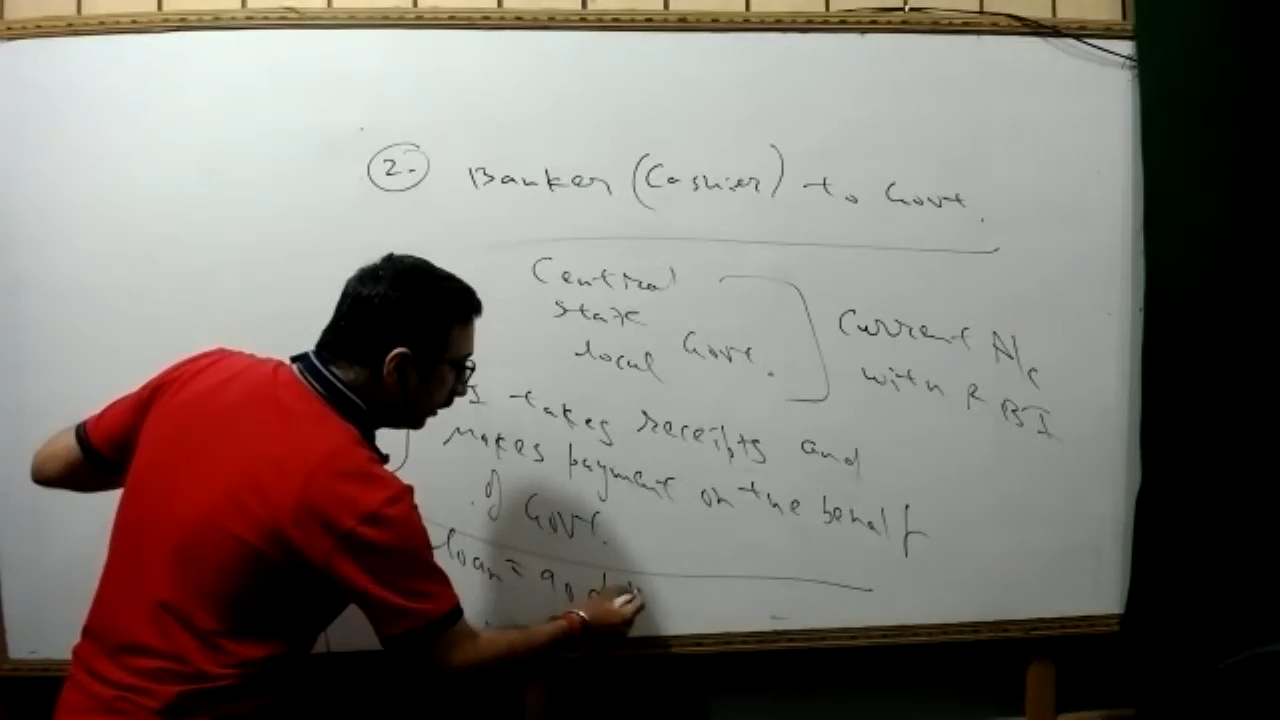 2. Banker (Cashier) to Govt.
Central
State
local Govt.
Current A/c
with RBI
I takes receipts and
Makes payment on the behalf
of Govt.
loan = 90